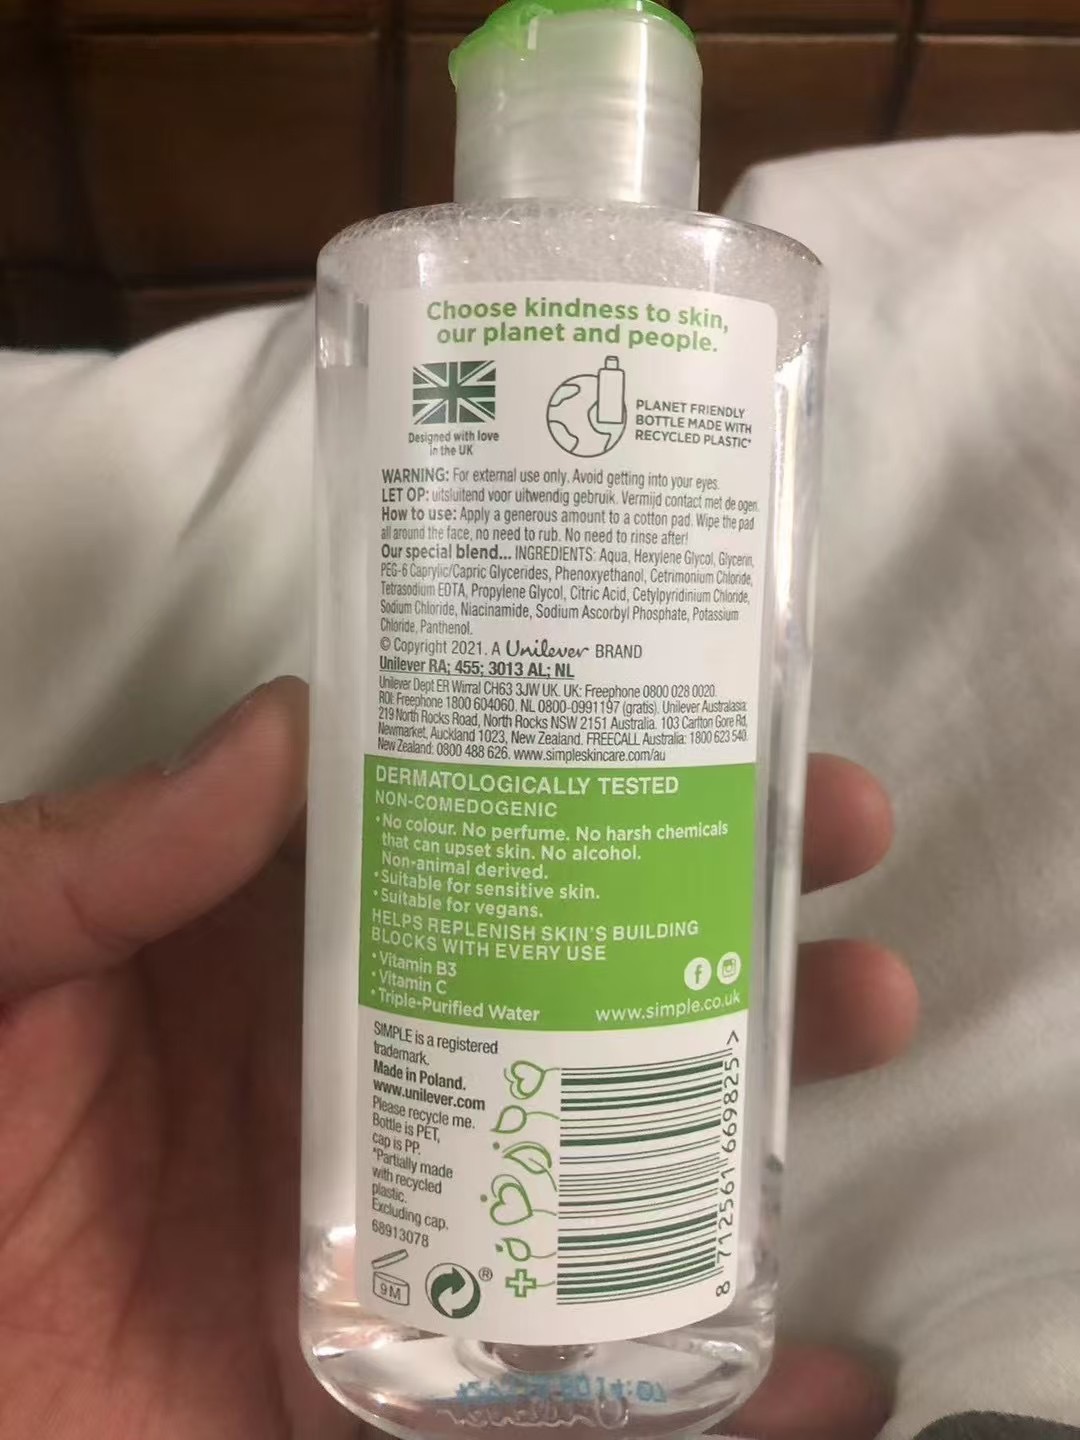 Choose kindness to skin,
our planet and people.
Designed with love
in the UK
PLANET FRIENDLY
BOTTLE MADE WITH
RECYCLED PLASTIC*
WARNING: For external use only. Avoid getting into your eyes.
LET OP: uitsluitend voor uitwendig gebruik. Vermijd contact met de ogen.
How to use: Apply a generous amount to a cotton pad. Wipe the pad
all around the face, no need to rub. No need to rinse after!
Our special blend... INGREDIENTS: Aqua, Hexylene Glycol, Glycerin,
PEG-6 Caprylic/Capric Glycerides, Phenoxyethanol, Cetrimonium Chloride,
Tetrasodium EDTA, Propylene Glycol, Citric Acid, Cetylpyridinium Chloride,
Sodium Chloride, Niacinamide, Sodium Ascorbyl Phosphate, Potassium
Chloride, Panthenol.
© Copyright 2021. A Unilever BRAND
Unilever RA; 455; 3013 AL; NL
Unilever Dept ER Wirral CH63 3JW UK. UK: Freephone 0800 028 0020.
ROI: Freephone 1800 604060. NL 0800-0991197 (gratis). Unilever Australasia:
219 North Rocks Road, North Rocks NSW 2151 Australia. 103 Carlton Gore Rd,
Newmarket, Auckland 1023, New Zealand. FREECALL Australia: 1800 623 540.
New Zealand: 0800 488 626. www.simpleskincare.com/au
DERMATOLOGICALLY TESTED
NON-COMEDOGENIC
• No colour. No perfume. No harsh chemicals
that can upset skin. No alcohol.
Non-animal derived.
• Suitable for sensitive skin.
• Suitable for vegans.
HELPS REPLENISH SKIN'S BUILDING
BLOCKS WITH EVERY USE
• Vitamin B3
• Vitamin C
• Triple-Purified Water
www.simple.co.uk
SIMPLE is a registered
trademark.
Made in Poland.
www.unilever.com
Please recycle me.
Bottle is PET,
cap is PP.
*Partially made
with recycled
plastic.
Excluding cap.
68913078
9M
®
8 712561 669825 >